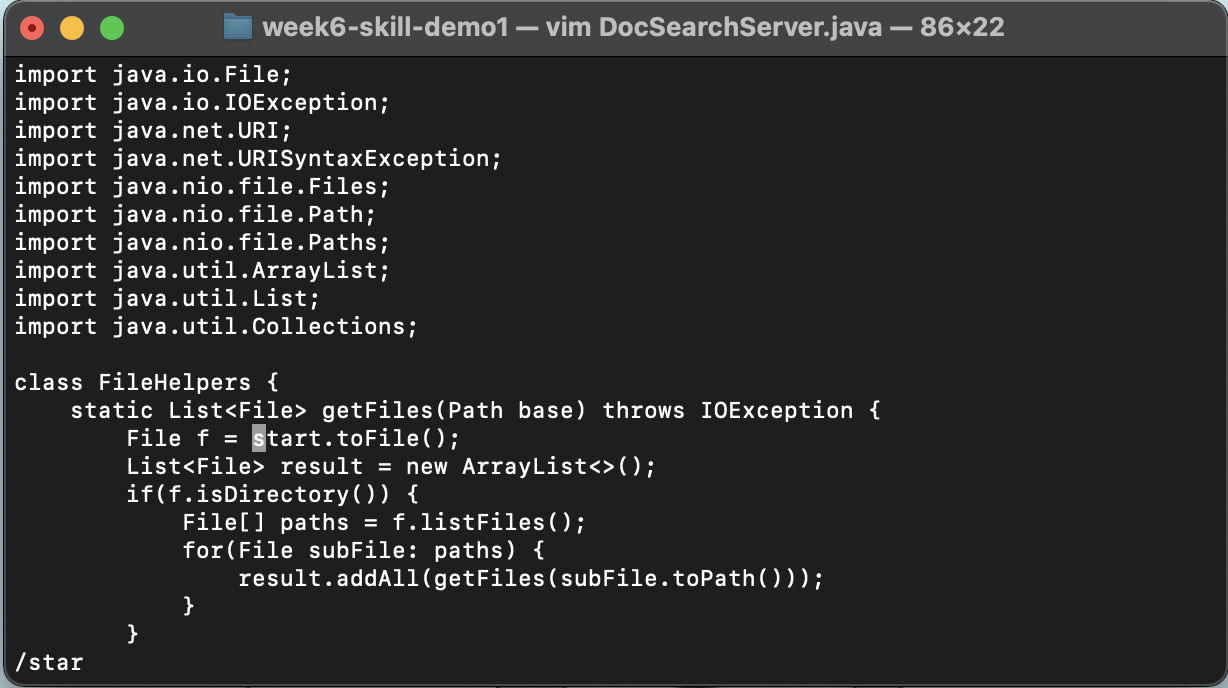 week6-skill-demo1 — vim DocSearchServer.java — 86×22
import java.io.File;
import java.io.IOException;
import java.net.URI;
import java.net.URISyntaxException;
import java.nio.file.Files;
import java.nio.file.Path;
import java.nio.file.Paths;
import java.util.ArrayList;
import java.util.List;
import java.util.Collections;

class FileHelpers {
    static List<File> getFiles(Path base) throws IOException {
        File f = start.toFile();
        List<File> result = new ArrayList<>();
        if(f.isDirectory()) {
            File[] paths = f.listFiles();
            for(File subFile: paths) {
                result.addAll(getFiles(subFile.toPath()));
            }
        }
/star